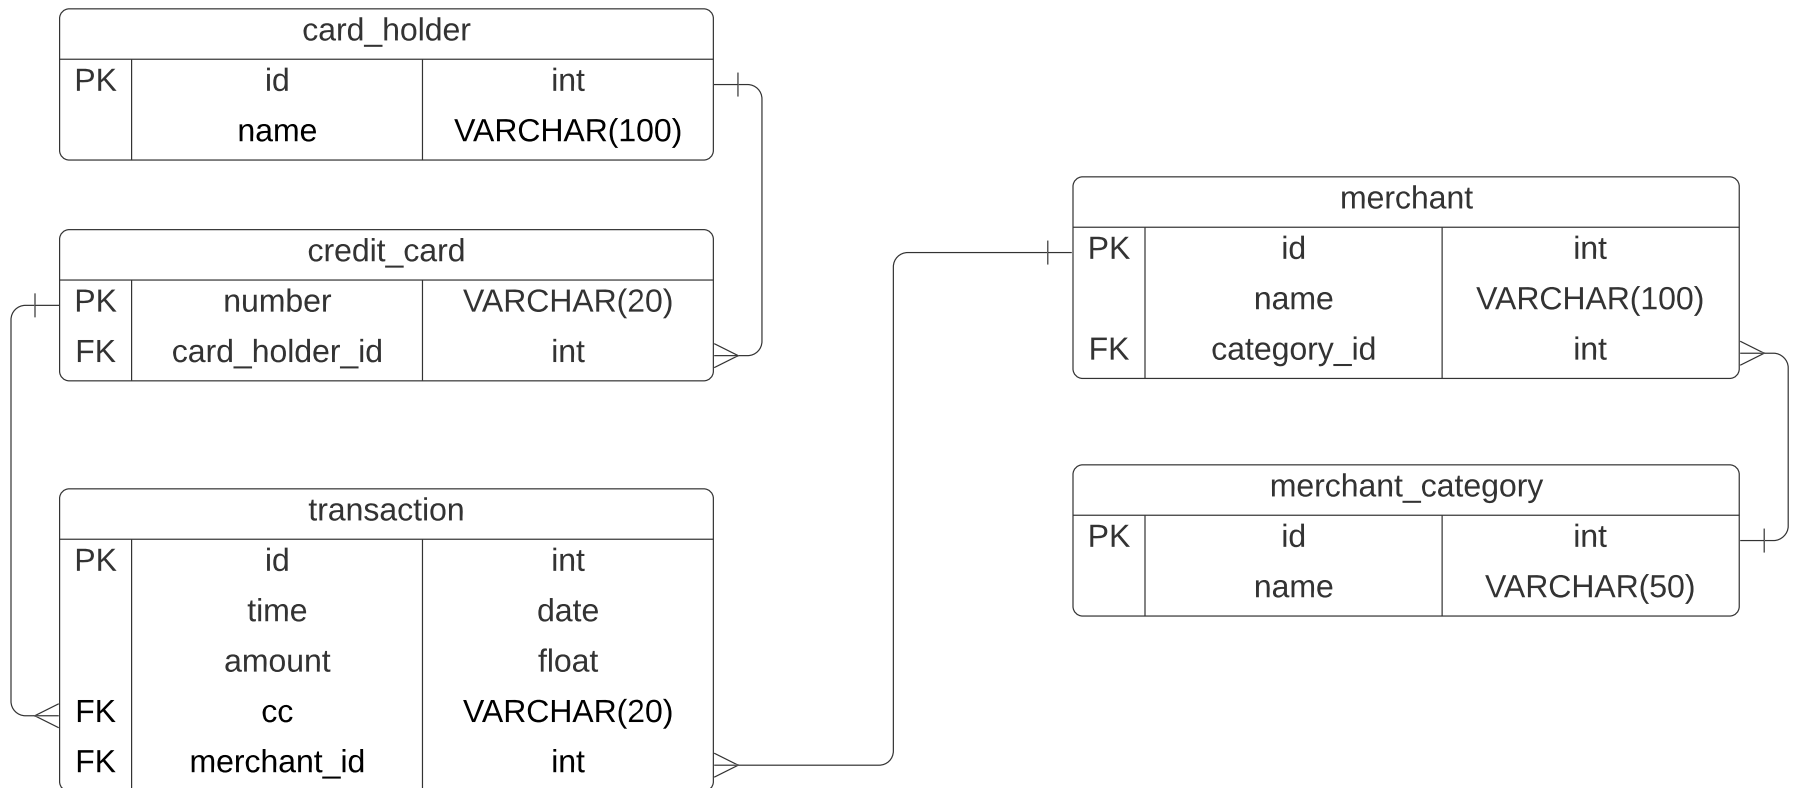 card_holder
PK id int
name VARCHAR(100)
credit_card
PK number VARCHAR(20)
FK card_holder_id int
transaction
PK id int
time date
amount float
FK cc VARCHAR(20)
FK merchant_id int
merchant
PK id int
name VARCHAR(100)
FK category_id int
merchant_category
PK id int
name VARCHAR(50)